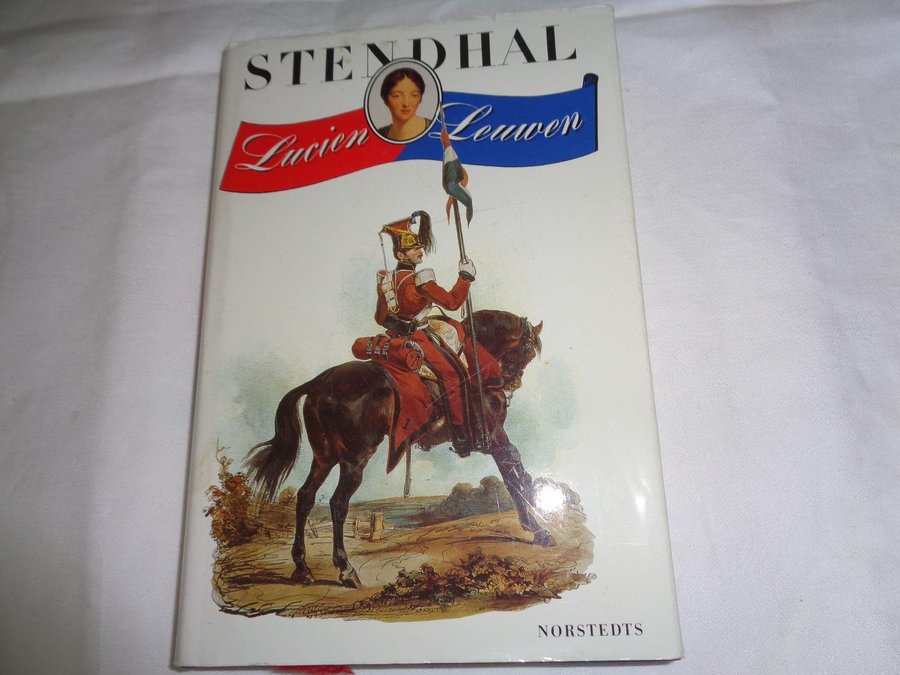 STENDHAL
Lucien Leuwen
NORSTEDTS